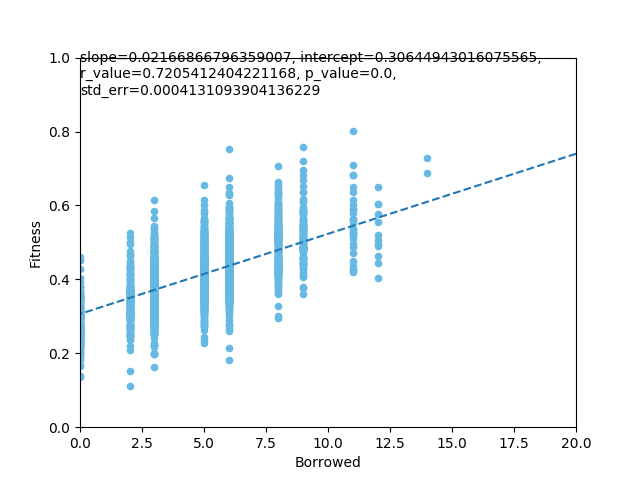 slope=0.02166866796359007, intercept=0.30644943016075565,
r_value=0.7205412404221168, p_value=0.0,
std_err=0.0004131093904136229
1.0
0.8
0.6
0.4
0.2
0.0
Fitness
0.0 2.5 5.0 7.5 10.0 12.5 15.0 17.5 20.0
Borrowed